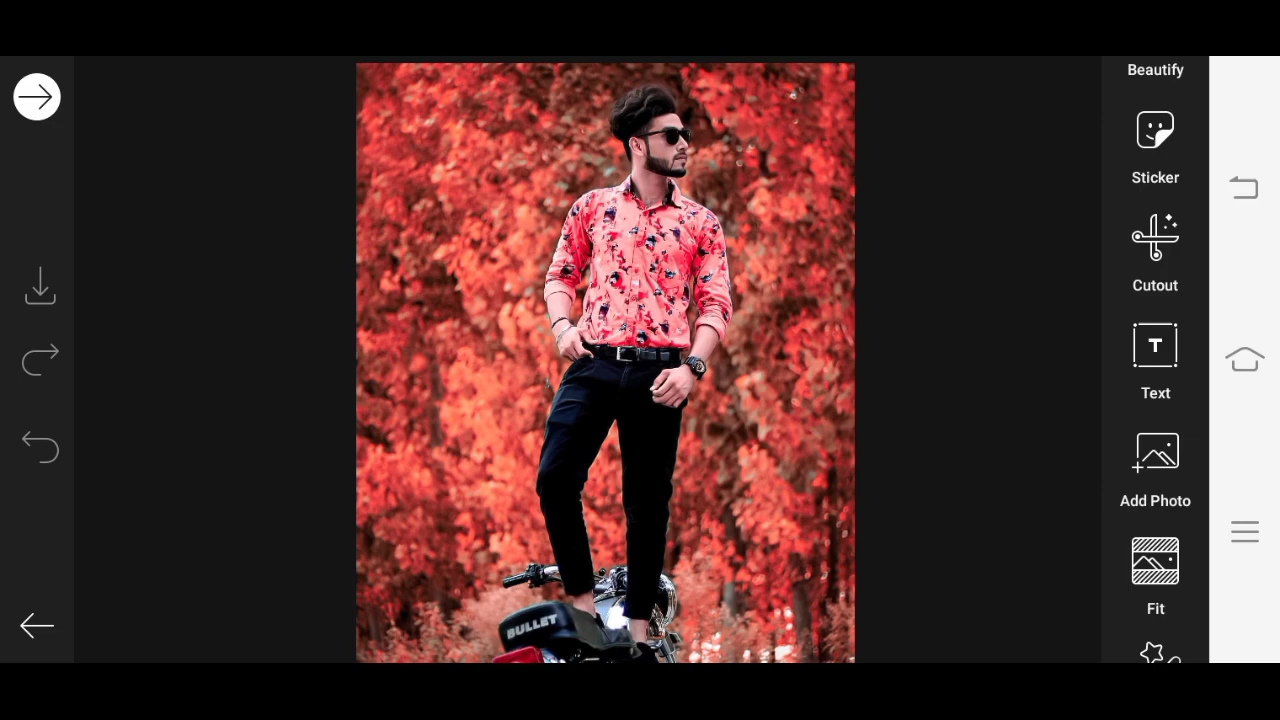 Beautify
Sticker
Cutout
T
Text
Add Photo
Fit
BULLET